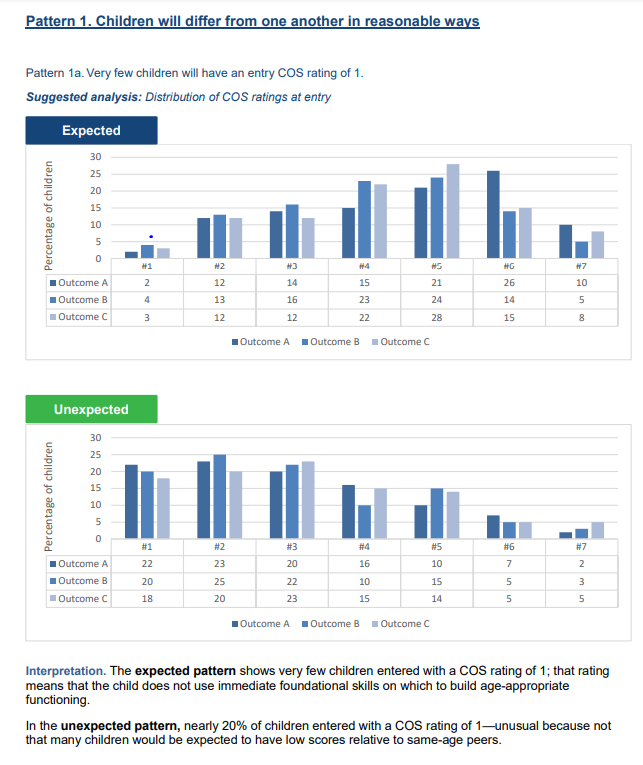 Pattern 1. Children will differ from one another in reasonable ways
Pattern 1a. Very few children will have an entry COS rating of 1.
Suggested analysis: Distribution of COS ratings at entry
Expected
Percentage of children
30
25
20
15
10
5
0
#1 #2 #3 #4 #5 #6 #7
Outcome A 2 12 14 15 21 26 10
Outcome B 4 13 16 23 24 14 5
Outcome C 3 12 12 22 28 15 8
Outcome A Outcome B Outcome C
Unexpected
Percentage of children
30
25
20
15
10
5
0
#1 #2 #3 #4 #5 #6 #7
Outcome A 22 23 20 16 10 7 2
Outcome B 20 25 22 10 15 5 3
Outcome C 18 20 23 15 14 5 5
Outcome A Outcome B Outcome C
Interpretation. The expected pattern shows very few children entered with a COS rating of 1; that rating
means that the child does not use immediate foundational skills on which to build age-appropriate
functioning.
In the unexpected pattern, nearly 20% of children entered with a COS rating of 1—unusual because not
that many children would be expected to have low scores relative to same-age peers.